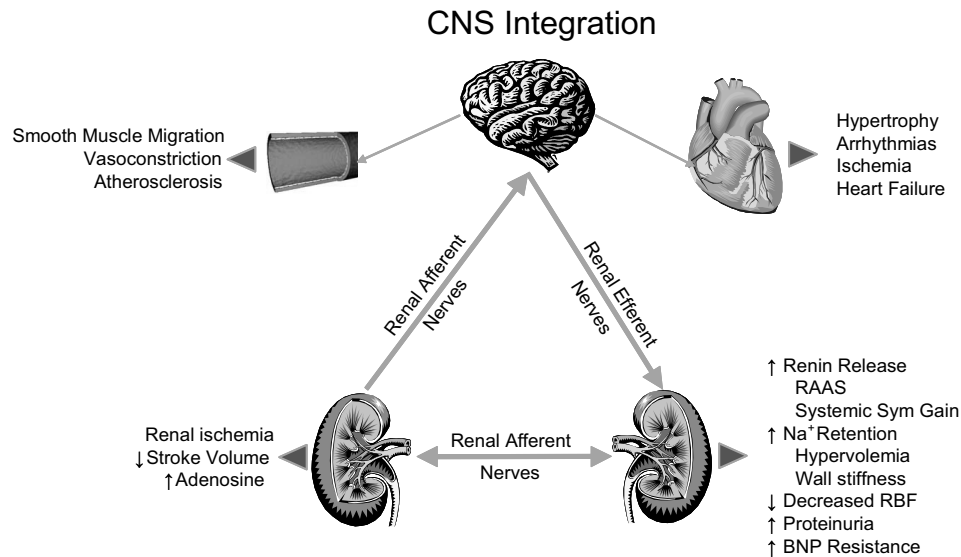 CNS Integration
Smooth Muscle Migration
Vasoconstriction
Atherosclerosis
Hypertrophy
Arrhythmias
Ischemia
Heart Failure
Renal Afferent
Nerves
Renal Efferent
Nerves
Renal ischemia
↓Stroke Volume
↑Adenosine
Renal Afferent
Nerves
↑ Renin Release
RAAS
Systemic Sym Gain
↑ Na⁺Retention
Hypervolemia
Wall stiffness
↓ Decreased RBF
↑ Proteinuria
↑ BNP Resistance